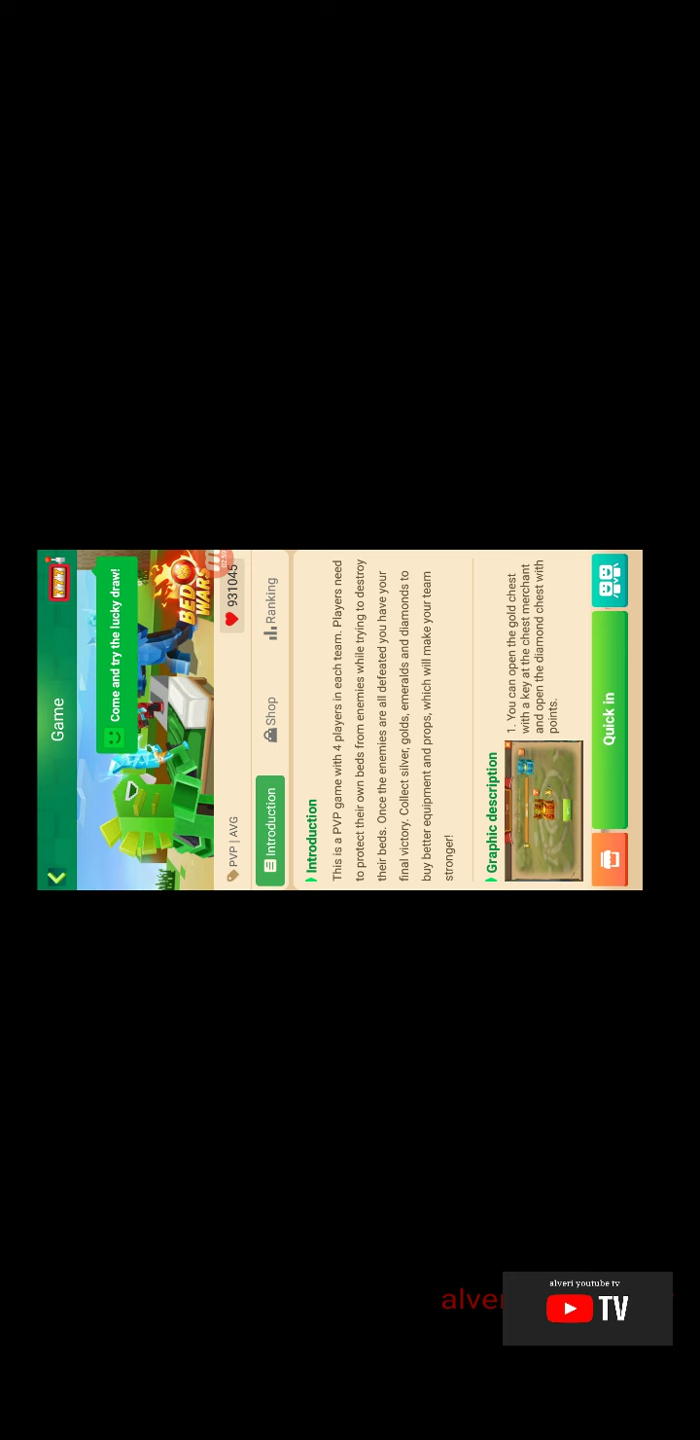 Game
Come and try the lucky draw!
BED
WARS
PVP | AVG
931045
Introduction
Shop
Ranking
Introduction
This is a PVP game with 4 players in each team. Players need
to protect their own beds from enemies while trying to destroy
their beds. Once the enemies are all defeated you have your
final victory. Collect silver, golds, emeralds and diamonds to
buy better equipment and props, which will make your team
stronger!
Graphic description
1. You can open the gold chest
with a key at the chest merchant
and open the diamond chest with
points.
Quick in
alveri youtube tv
TV